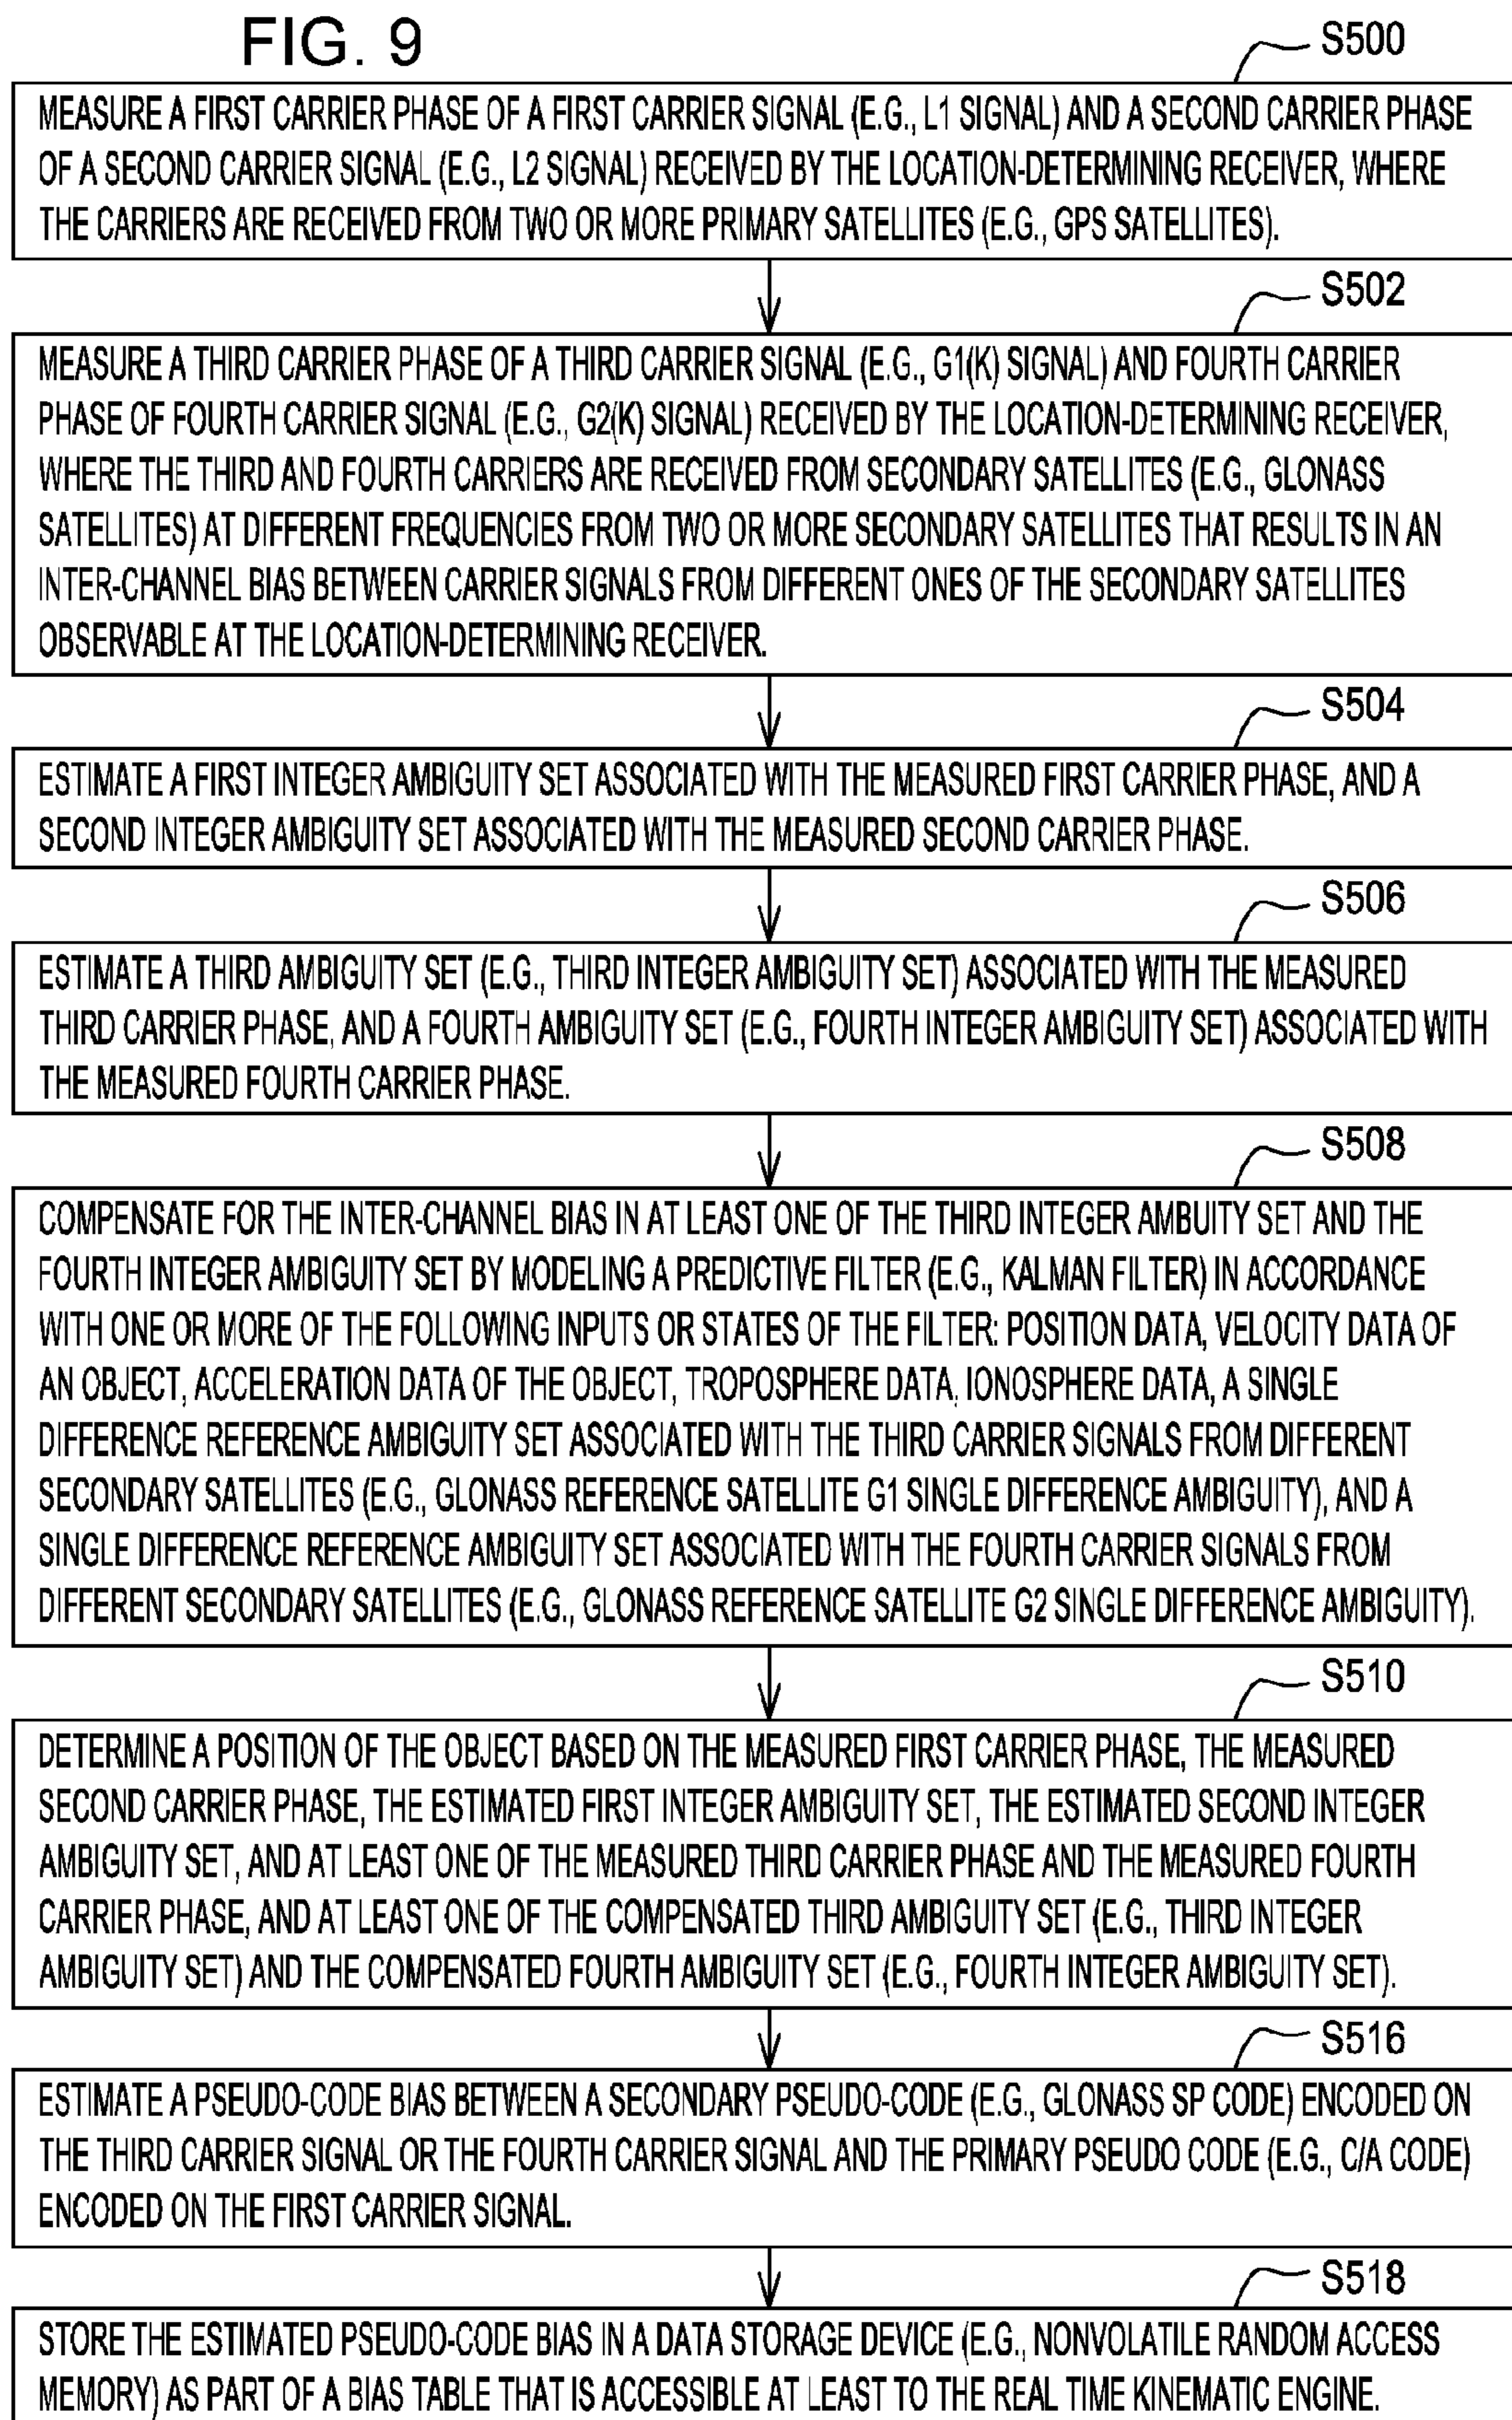 FIG. 9
S500
MEASURE A FIRST CARRIER PHASE OF A FIRST CARRIER SIGNAL (E.G., L1 SIGNAL) AND A SECOND CARRIER PHASE
OF A SECOND CARRIER SIGNAL (E.G., L2 SIGNAL) RECEIVED BY THE LOCATION-DETERMINING RECEIVER, WHERE
THE CARRIERS ARE RECEIVED FROM TWO OR MORE PRIMARY SATELLITES (E.G., GPS SATELLITES).
S502
MEASURE A THIRD CARRIER PHASE OF A THIRD CARRIER SIGNAL (E.G., G1(K) SIGNAL) AND FOURTH CARRIER
PHASE OF FOURTH CARRIER SIGNAL (E.G., G2(K) SIGNAL) RECEIVED BY THE LOCATION-DETERMINING RECEIVER,
WHERE THE THIRD AND FOURTH CARRIERS ARE RECEIVED FROM SECONDARY SATELLITES (E.G., GLONASS
SATELLITES) AT DIFFERENT FREQUENCIES FROM TWO OR MORE SECONDARY SATELLITES THAT RESULTS IN AN
INTER-CHANNEL BIAS BETWEEN CARRIER SIGNALS FROM DIFFERENT ONES OF THE SECONDARY SATELLITES
OBSERVABLE AT THE LOCATION-DETERMINING RECEIVER.
S504
ESTIMATE A FIRST INTEGER AMBIGUITY SET ASSOCIATED WITH THE MEASURED FIRST CARRIER PHASE, AND A
SECOND INTEGER AMBIGUITY SET ASSOCIATED WITH THE MEASURED SECOND CARRIER PHASE.
S506
ESTIMATE A THIRD AMBIGUITY SET (E.G., THIRD INTEGER AMBIGUITY SET) ASSOCIATED WITH THE MEASURED
THIRD CARRIER PHASE, AND A FOURTH AMBIGUITY SET (E.G., FOURTH INTEGER AMBIGUITY SET) ASSOCIATED WITH
THE MEASURED FOURTH CARRIER PHASE.
S508
COMPENSATE FOR THE INTER-CHANNEL BIAS IN AT LEAST ONE OF THE THIRD INTEGER AMBUITY SET AND THE
FOURTH INTEGER AMBIGUITY SET BY MODELING A PREDICTIVE FILTER (E.G., KALMAN FILTER) IN ACCORDANCE
WITH ONE OR MORE OF THE FOLLOWING INPUTS OR STATES OF THE FILTER: POSITION DATA, VELOCITY DATA OF
AN OBJECT, ACCELERATION DATA OF THE OBJECT, TROPOSPHERE DATA, IONOSPHERE DATA, A SINGLE
DIFFERENCE REFERENCE AMBIGUITY SET ASSOCIATED WITH THE THIRD CARRIER SIGNALS FROM DIFFERENT
SECONDARY SATELLITES (E.G., GLONASS REFERENCE SATELLITE G1 SINGLE DIFFERENCE AMBIGUITY), AND A
SINGLE DIFFERENCE REFERENCE AMBIGUITY SET ASSOCIATED WITH THE FOURTH CARRIER SIGNALS FROM
DIFFERENT SECONDARY SATELLITES (E.G., GLONASS REFERENCE SATELLITE G2 SINGLE DIFFERENCE AMBIGUITY).
S510
DETERMINE A POSITION OF THE OBJECT BASED ON THE MEASURED FIRST CARRIER PHASE, THE MEASURED
SECOND CARRIER PHASE, THE ESTIMATED FIRST INTEGER AMBIGUITY SET, THE ESTIMATED SECOND INTEGER
AMBIGUITY SET, AND AT LEAST ONE OF THE MEASURED THIRD CARRIER PHASE AND THE MEASURED FOURTH
CARRIER PHASE, AND AT LEAST ONE OF THE COMPENSATED THIRD AMBIGUITY SET (E.G., THIRD INTEGER
AMBIGUITY SET) AND THE COMPENSATED FOURTH AMBIGUITY SET (E.G., FOURTH INTEGER AMBIGUITY SET).
S516
ESTIMATE A PSEUDO-CODE BIAS BETWEEN A SECONDARY PSEUDO-CODE (E.G., GLONASS SP CODE) ENCODED ON
THE THIRD CARRIER SIGNAL OR THE FOURTH CARRIER SIGNAL AND THE PRIMARY PSEUDO CODE (E.G., C/A CODE)
ENCODED ON THE FIRST CARRIER SIGNAL.
S518
STORE THE ESTIMATED PSEUDO-CODE BIAS IN A DATA STORAGE DEVICE (E.G., NONVOLATILE RANDOM ACCESS
MEMORY) AS PART OF A BIAS TABLE THAT IS ACCESSIBLE AT LEAST TO THE REAL TIME KINEMATIC ENGINE.